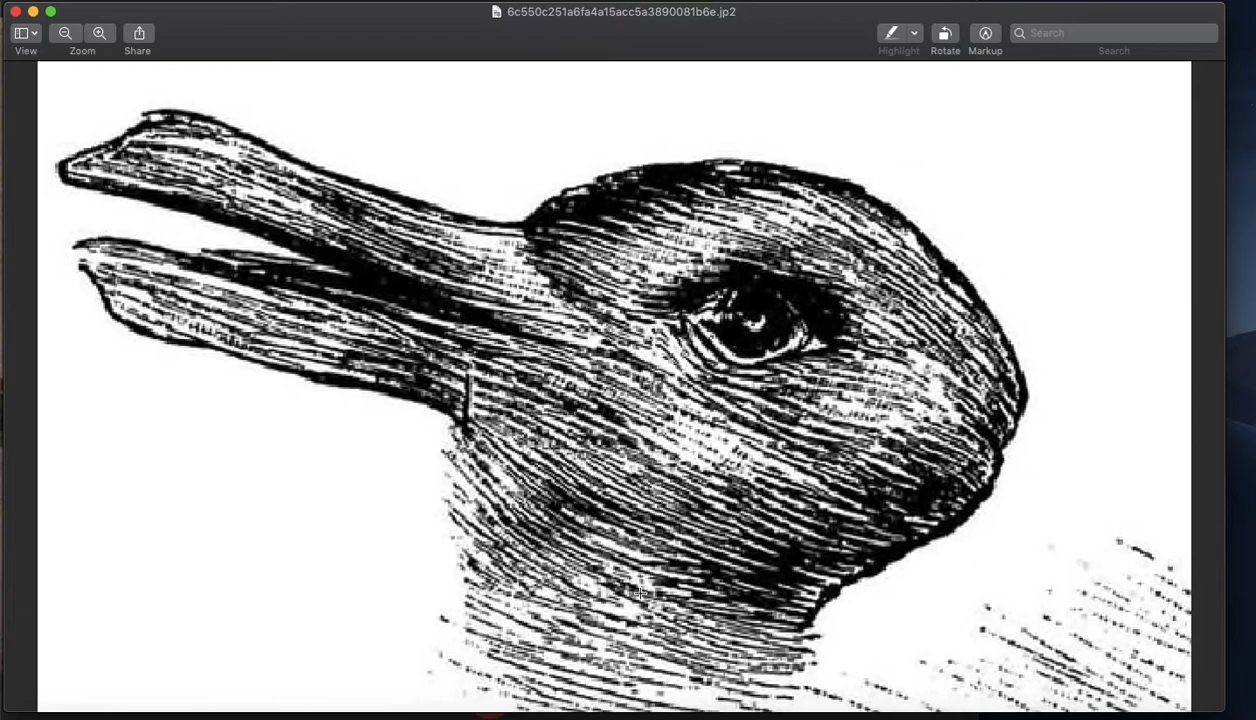 6c550c251a6fa4a15acc5a3890081b6e.jp2
View Zoom Share Highlight Rotate Markup Search
Search